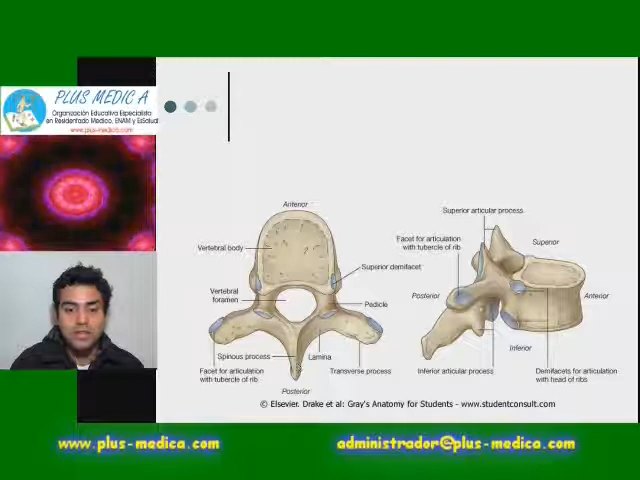 PLUS MEDIC A
Organización Educativa Especialista
en Residentado Medico, ENAM y EsSalud
www.plus-medica.com
Anterior
Vertebral body
Superior demifacet
Vertebral
foramen
Pedicle
Spinous process
Lamina
Facet for articulation
with tubercle of rib
Transverse process
Posterior
Superior articular process
Facet for articulation
with tubercle of rib
Superior
Posterior
Anterior
Inferior
Inferior articular process
Demifacets for articulation
with head of ribs
© Elsevier. Drake et al: Gray's Anatomy for Students - www.studentconsult.com
www.plus-medica.com
administrador@plus-medica.com